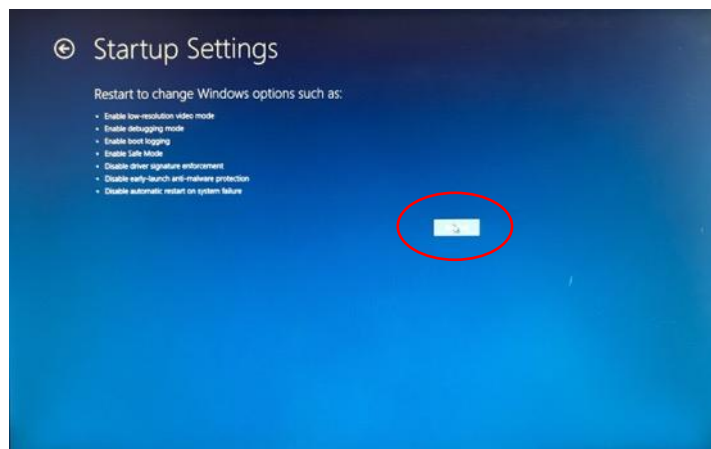 Startup Settings
Restart to change Windows options such as:
• Enable low-resolution video mode
• Enable debugging mode
• Enable boot logging
• Enable Safe Mode
• Disable driver signature enforcement
• Disable early-launch anti-malware protection
• Disable automatic restart on system failure